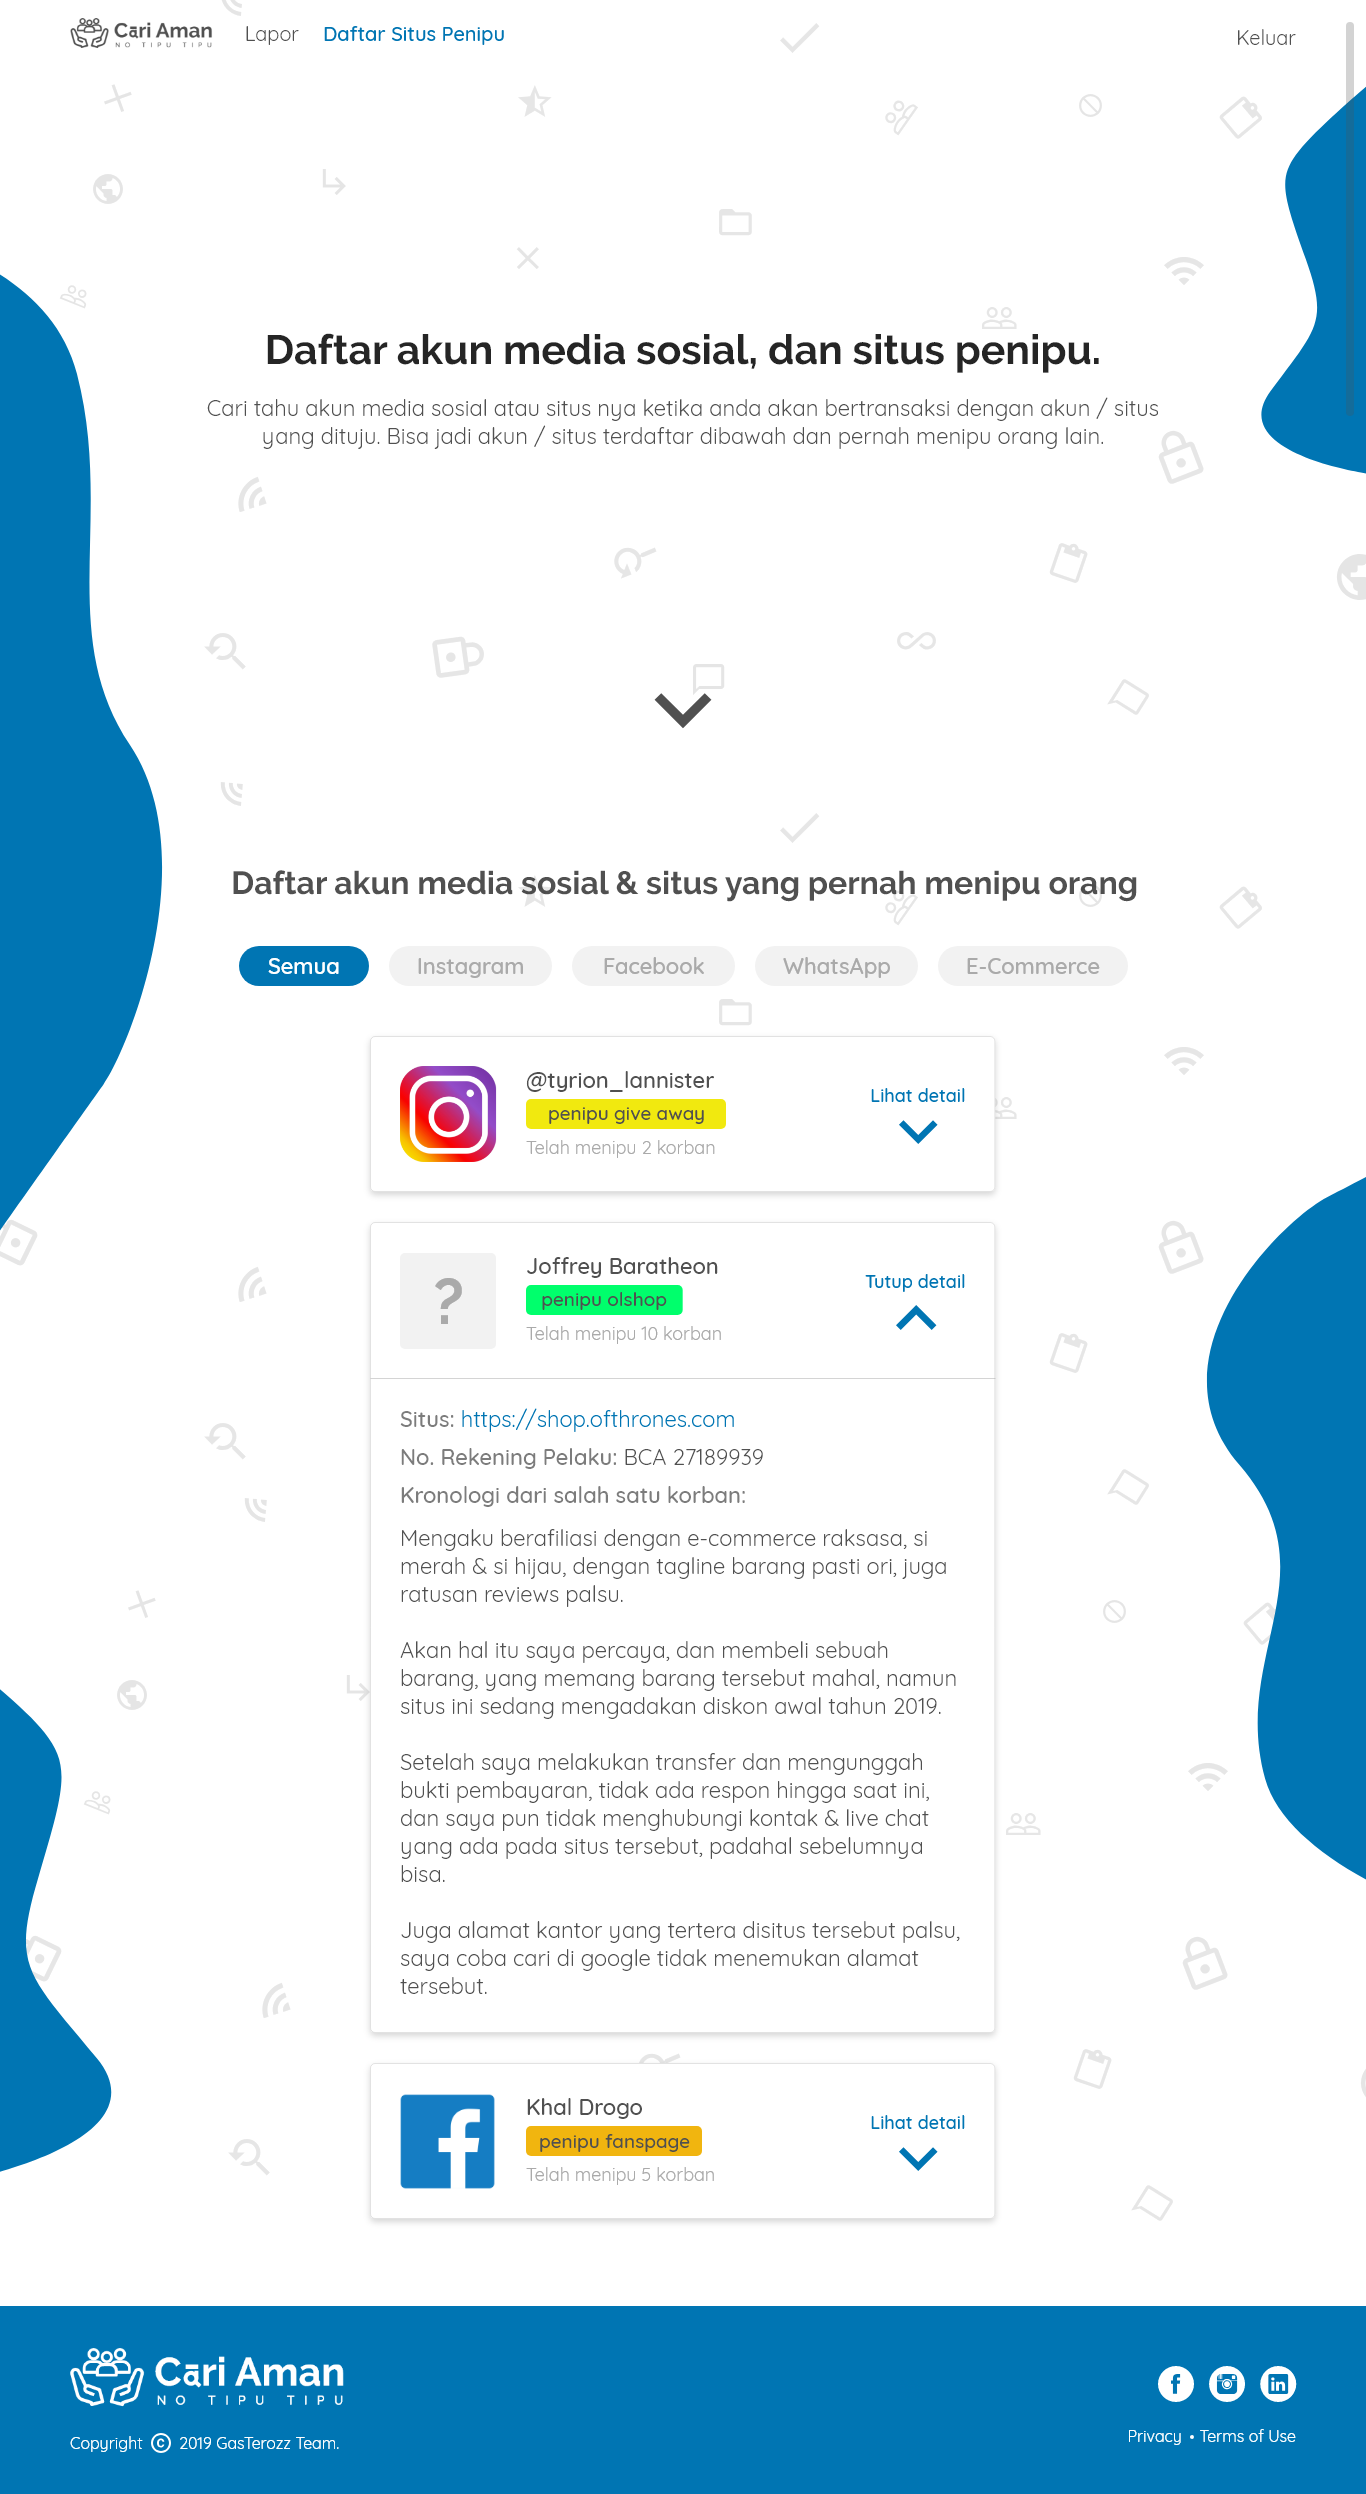 Cari Aman
NO TIPU TIPU
Lapor
Daftar Situs Penipu
Keluar
Daftar akun media sosial, dan situs penipu.
Cari tahu akun media sosial atau situs nya ketika anda akan bertransaksi dengan akun / situs
yang dituju. Bisa jadi akun / situs terdaftar dibawah dan pernah menipu orang lain.
Daftar akun media sosial & situs yang pernah menipu orang
Semua
Instagram
Facebook
WhatsApp
E-Commerce
@tyrion_lannister
penipu give away
Telah menipu 2 korban
Lihat detail
?
Joffrey Baratheon
penipu olshop
Telah menipu 10 korban
Tutup detail
Situs: https://shop.ofthrones.com
No. Rekening Pelaku: BCA 27189939
Kronologi dari salah satu korban:
Mengaku berafiliasi dengan e-commerce raksasa, si
merah & si hijau, dengan tagline barang pasti ori, juga
ratusan reviews palsu.
Akan hal itu saya percaya, dan membeli sebuah
barang, yang memang barang tersebut mahal, namun
situs ini sedang mengadakan diskon awal tahun 2019.
Setelah saya melakukan transfer dan mengunggah
bukti pembayaran, tidak ada respon hingga saat ini,
dan saya pun tidak menghubungi kontak & live chat
yang ada pada situs tersebut, padahal sebelumnya
bisa.
Juga alamat kantor yang tertera disitus tersebut palsu,
saya coba cari di google tidak menemukan alamat
tersebut.
Khal Drogo
penipu fanspage
Telah menipu 5 korban
Lihat detail
Cari Aman
NO TIPU TIPU
Copyright © 2019 GasTerozz Team.
Privacy • Terms of Use